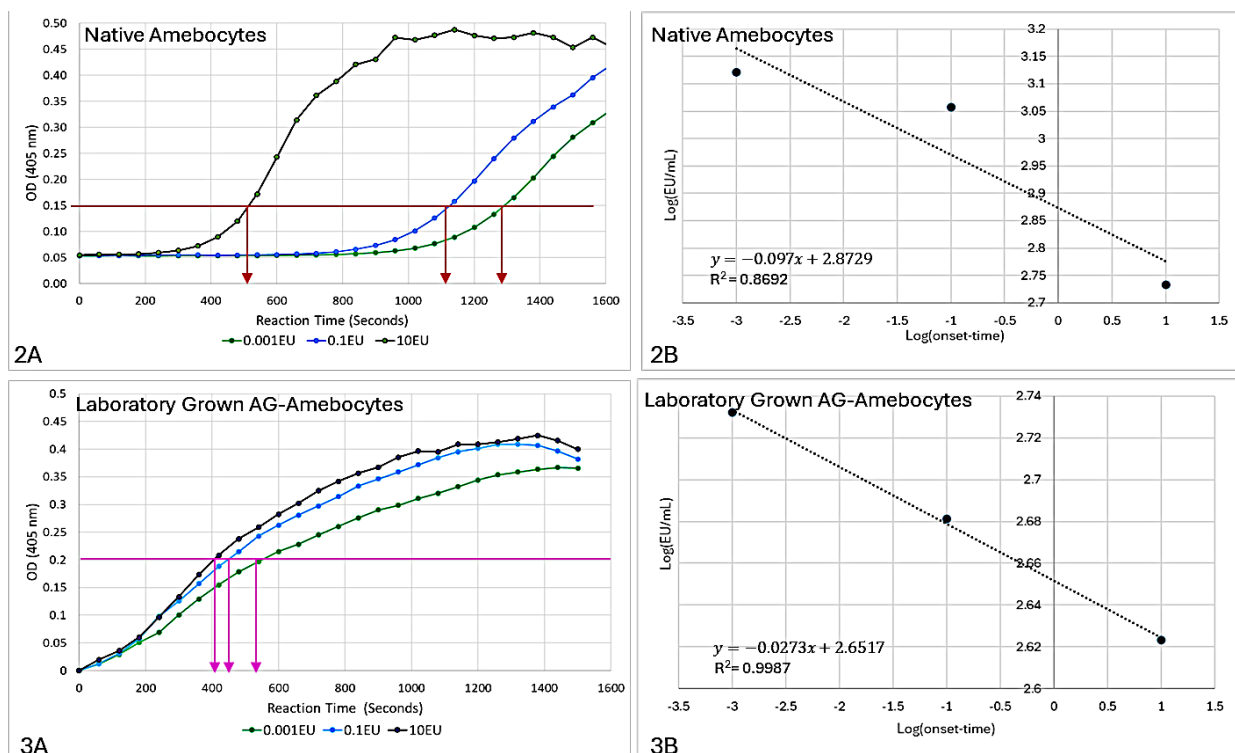 Native Amebocytes
OD (405 nm)
0.50
0.45
0.40
0.35
0.30
0.25
0.20
0.15
0.10
0.05
0.00
0 200 400 600 800 1000 1200 1400 1600
Reaction Time (Seconds)
0.001EU 0.1EU 10EU
2A
Native Amebocytes
Log(EU/mL)
3.2
3.15
3.1
3.05
3
2.95
2.9
2.85
2.8
2.75
2.7
y = −0.097x + 2.8729
R² = 0.8692
-3.5 -3 -2.5 -2 -1.5 -1 -0.5 0 0.5 1 1.5
Log(onset-time)
2B
Laboratory Grown AG-Amebocytes
OD (405 nm)
0.5
0.45
0.4
0.35
0.3
0.25
0.2
0.15
0.1
0.05
0
0 200 400 600 800 1000 1200 1400 1600
Reaction Time (Seconds)
0.001EU 0.1EU 10EU
3A
Laboratory Grown AG-Amebocytes
Log(EU/mL)
2.74
2.72
2.7
2.68
2.66
2.64
2.62
2.6
y = −0.0273x + 2.6517
R² = 0.9987
-3.5 -3 -2.5 -2 -1.5 -1 -0.5 0 0.5 1 1.5
Log(onset-time)
3B